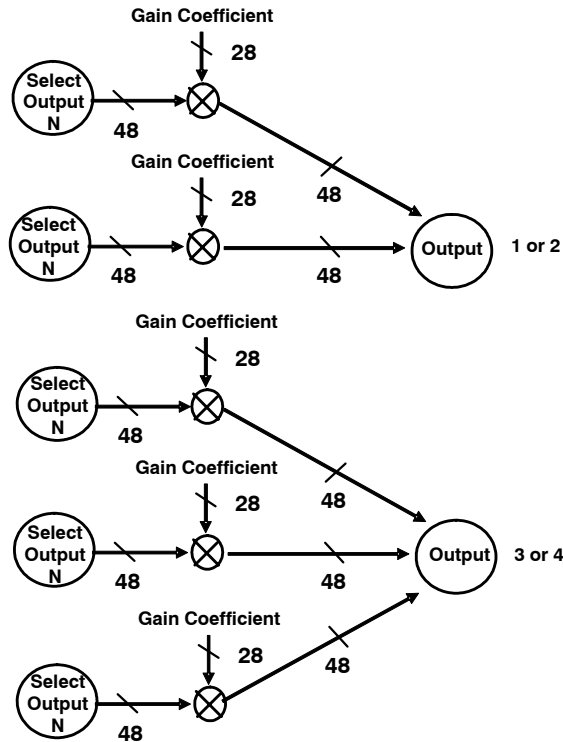 Gain Coefficient
28
Select
Output
N
48
48
Gain Coefficient
28
Select
Output
N
48
48
Output
1 or 2
Gain Coefficient
28
Select
Output
N
48
48
Gain Coefficient
28
Select
Output
N
48
48
Output
3 or 4
Gain Coefficient
28
48
Select
Output
N
48